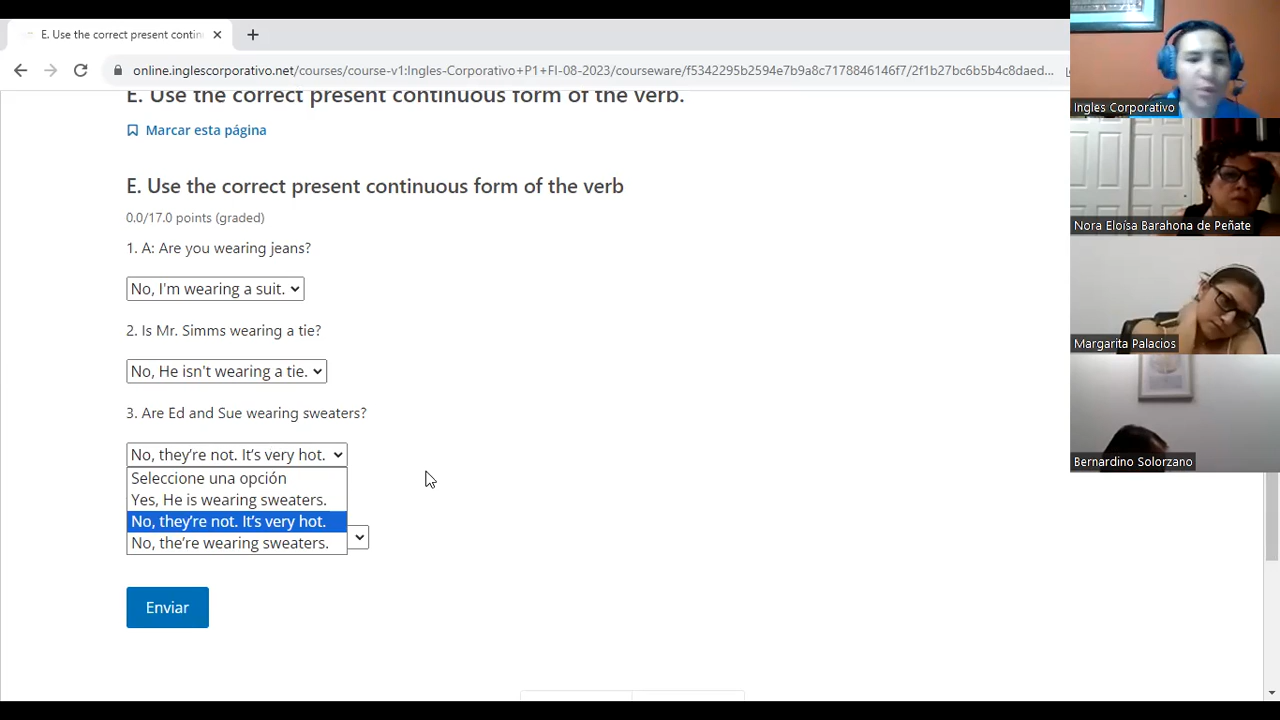 E. Use the correct present contin
online.inglescorporativo.net/courses/course-v1:Ingles-Corporativo+P1+FI-08-2023/courseware/f5342295b2594e7b9a8c7178846146f7/2f1b27bc6b5b4c8daed...
E. Use the correct present continuous form of the verb.
Marcar esta página
E. Use the correct present continuous form of the verb
0.0/17.0 points (graded)
1. A: Are you wearing jeans?
No, I'm wearing a suit.
2. Is Mr. Simms wearing a tie?
No, He isn't wearing a tie.
3. Are Ed and Sue wearing sweaters?
No, they're not. It's very hot.
Seleccione una opción
Yes, He is wearing sweaters.
No, they're not. It's very hot.
No, the're wearing sweaters.
Enviar
Ingles Corporativo
Nora Eloísa Barahona de Peñate
Margarita Palacios
Bernardino Solorzano